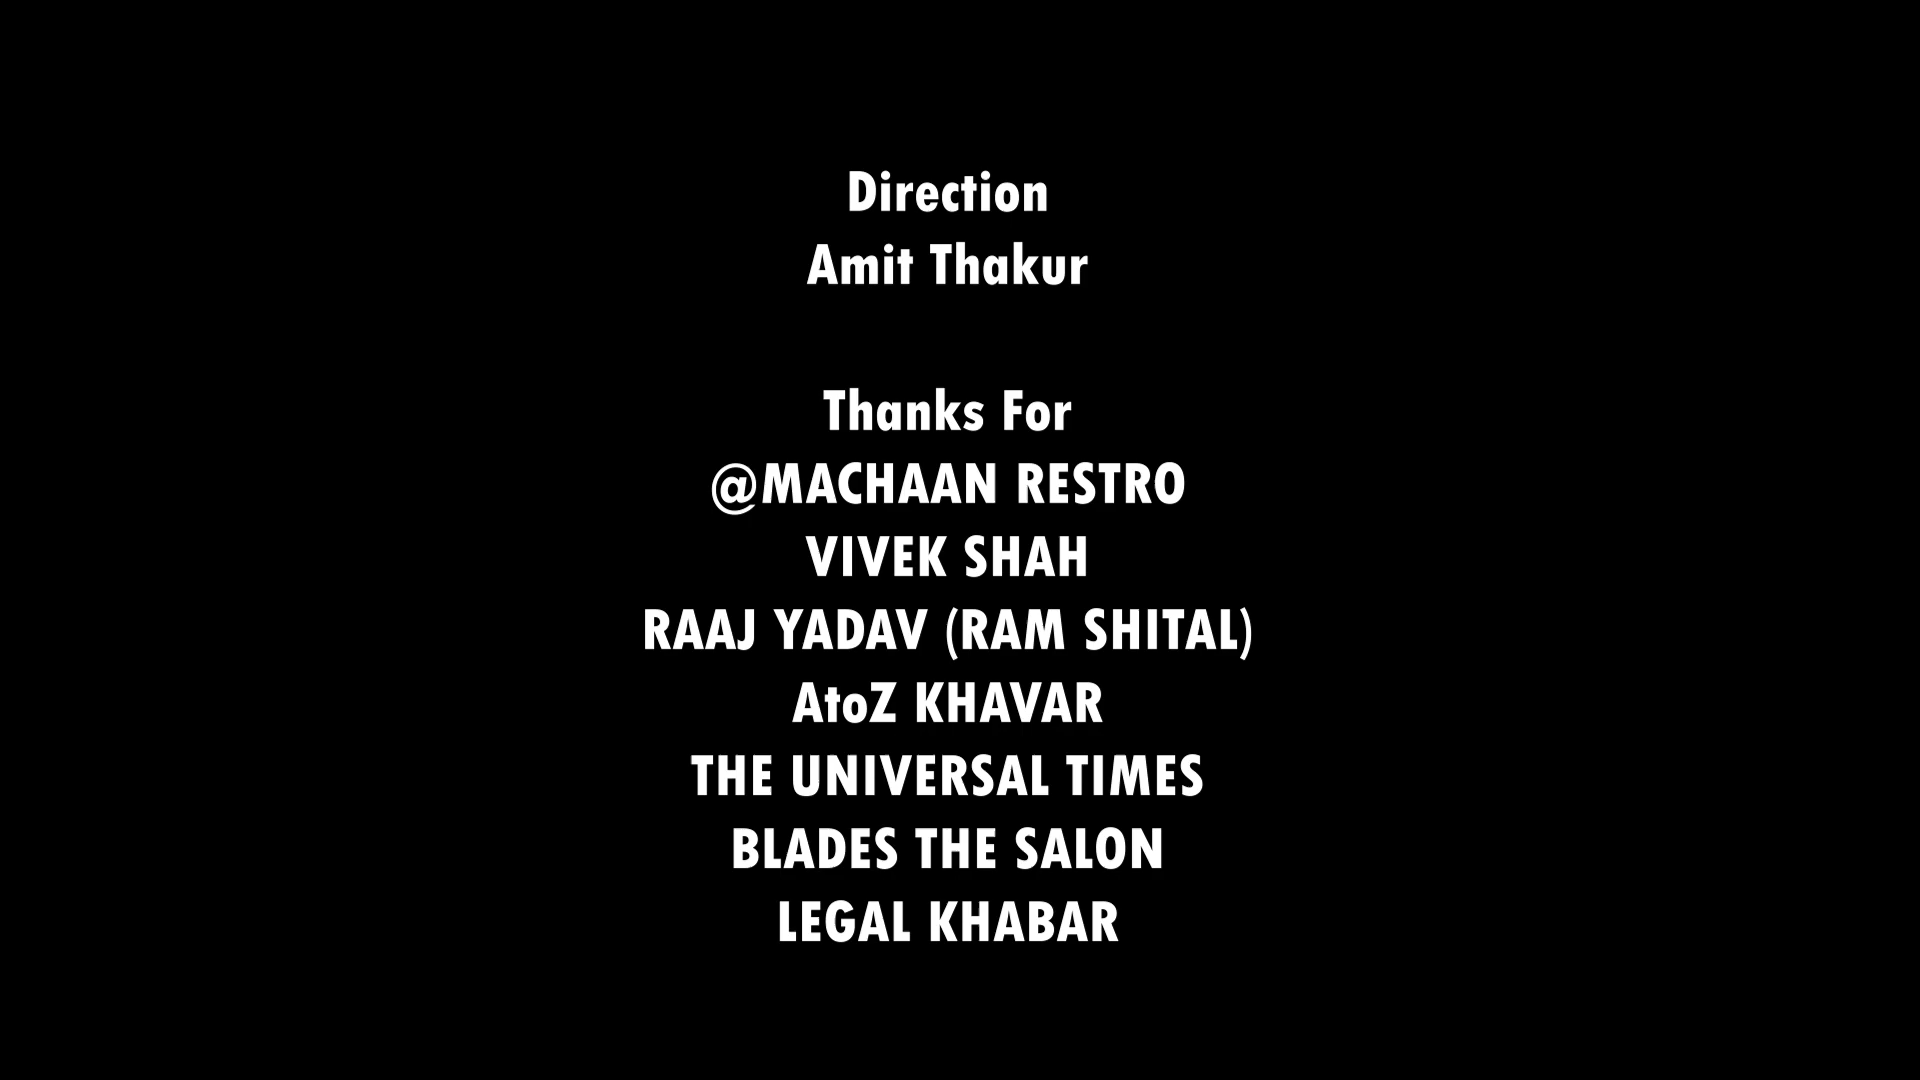 Direction
Amit Thakur
Thanks For
@MACHAAN RESTRO
VIVEK SHAH
RAAJ YADAV (RAM SHITAL)
AtoZ KHAVAR
THE UNIVERSAL TIMES
BLADES THE SALON
LEGAL KHABAR